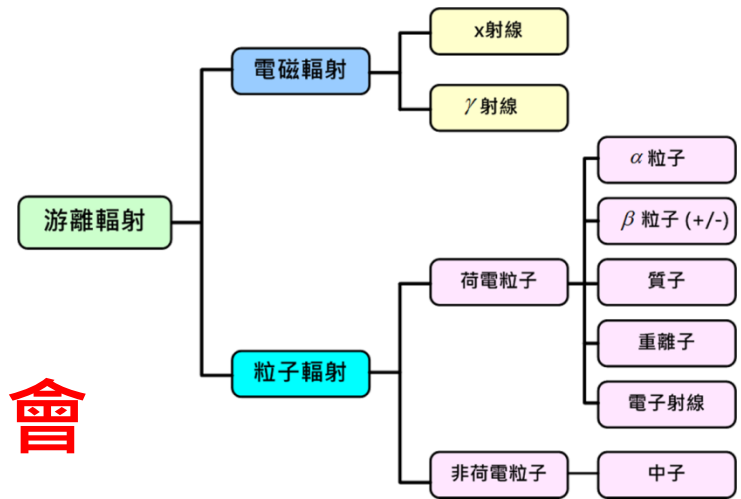 游離輻射
電磁輻射
x射線
γ射線
粒子輻射
荷電粒子
α粒子
β粒子(+/-)
質子
重離子
電子射線
非荷電粒子
中子
會